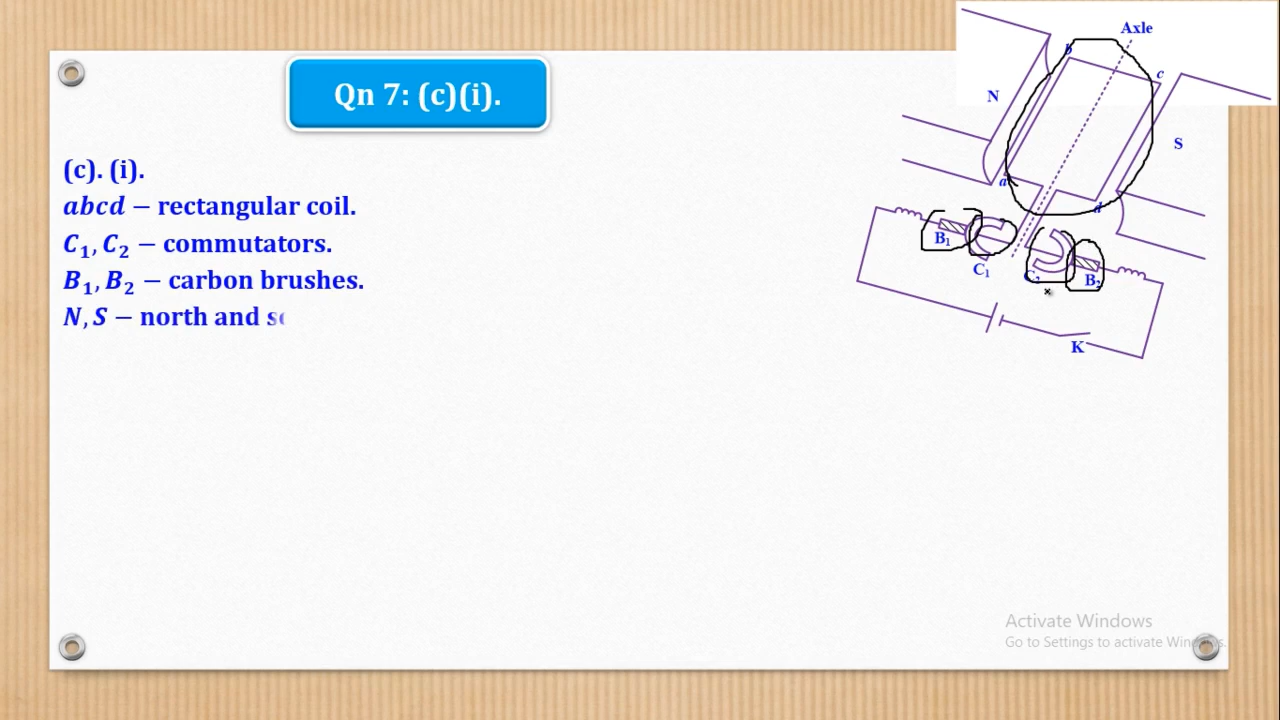 Qn 7: (c)(i).
(c). (i).
abcd – rectangular coil.
C₁, C₂ – commutators.
B₁, B₂ – carbon brushes.
N, S – north and s
Axle
b
c
N
S
a
d
B₁
C₁
C₂
B₂
K
Activate Windows
Go to Settings to activate Windows.